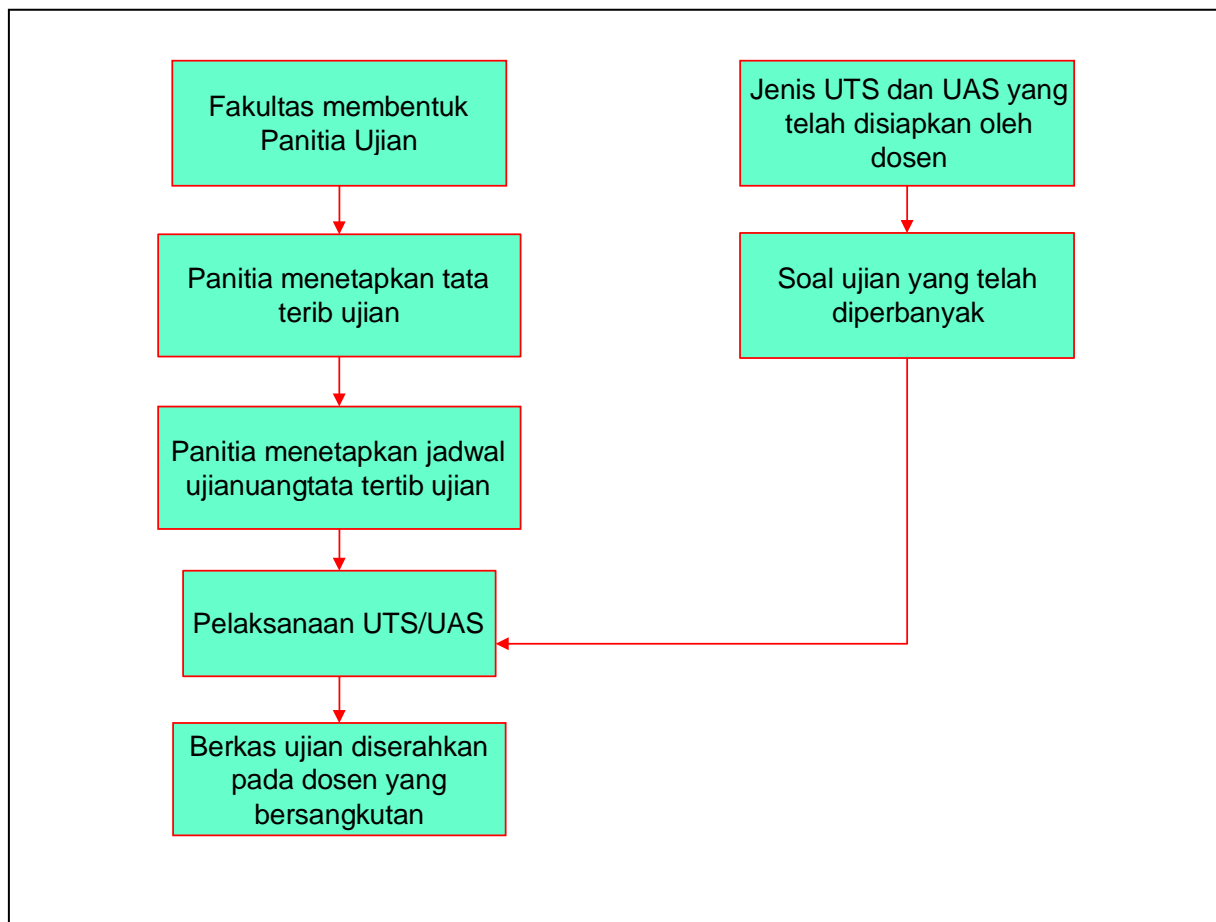 Fakultas membentuk
Panitia Ujian
Jenis UTS dan UAS yang
telah disiapkan oleh
dosen
Panitia menetapkan tata
terib ujian
Soal ujian yang telah
diperbanyak
Panitia menetapkan jadwal
ujianuangtata tertib ujian
Pelaksanaan UTS/UAS
Berkas ujian diserahkan
pada dosen yang
bersangkutan